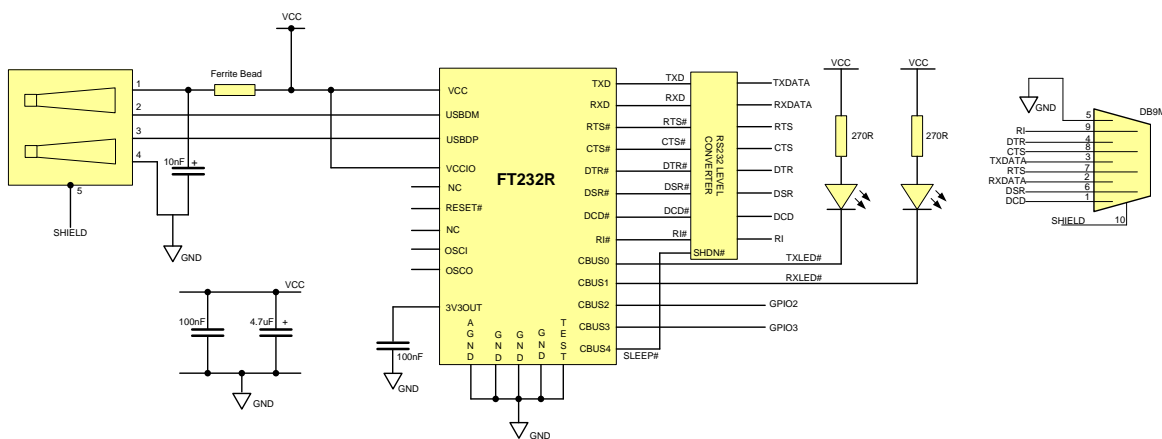 VCC
Ferrite Bead
1
2
3
4
5
SHIELD
10nF
+
GND
VCC
100nF
4.7uF
+
GND
100nF
GND
FT232R
VCC
USBDM
USBDP
VCCIO
NC
RESET#
NC
OSCI
OSCO
3V3OUT
AGND
GND
GND
GND
TEST
GND
TXD
RXD
RTS#
CTS#
DTR#
DSR#
DCD#
RI#
CBUS0
CBUS1
CBUS2
CBUS3
CBUS4
TXD
RXD
RTS#
CTS#
DTR#
DSR#
DCD#
RI#
SLEEP#
RS232 LEVEL
CONVERTER
SHDN#
TXDATA
RXDATA
RTS
CTS
DTR
DSR
DCD
RI
TXLED#
RXLED#
GPIO2
GPIO3
VCC
270R
VCC
270R
GND
DB9M
5
RI 9
DTR 4
CTS 8
TXDATA 3
RTS 7
RXDATA 2
DSR 6
DCD 1
SHIELD 10